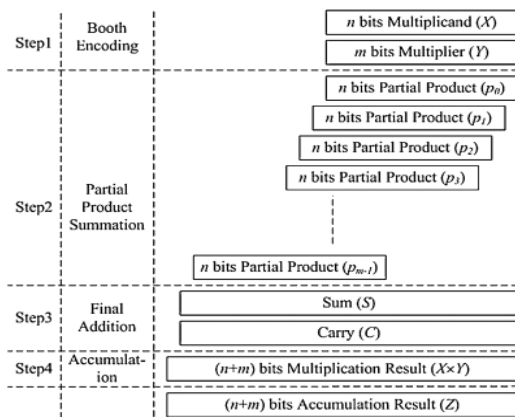 Step1
Booth
Encoding
n bits Multiplicand (X)
m bits Multiplier (Y)
Step2
Partial
Product
Summation
n bits Partial Product (p0)
n bits Partial Product (p1)
n bits Partial Product (p2)
n bits Partial Product (p3)
n bits Partial Product (pm-1)
Step3
Final
Addition
Sum (S)
Carry (C)
Step4
Accumulat-
ion
(n+m) bits Multiplication Result (X×Y)
(n+m) bits Accumulation Result (Z)